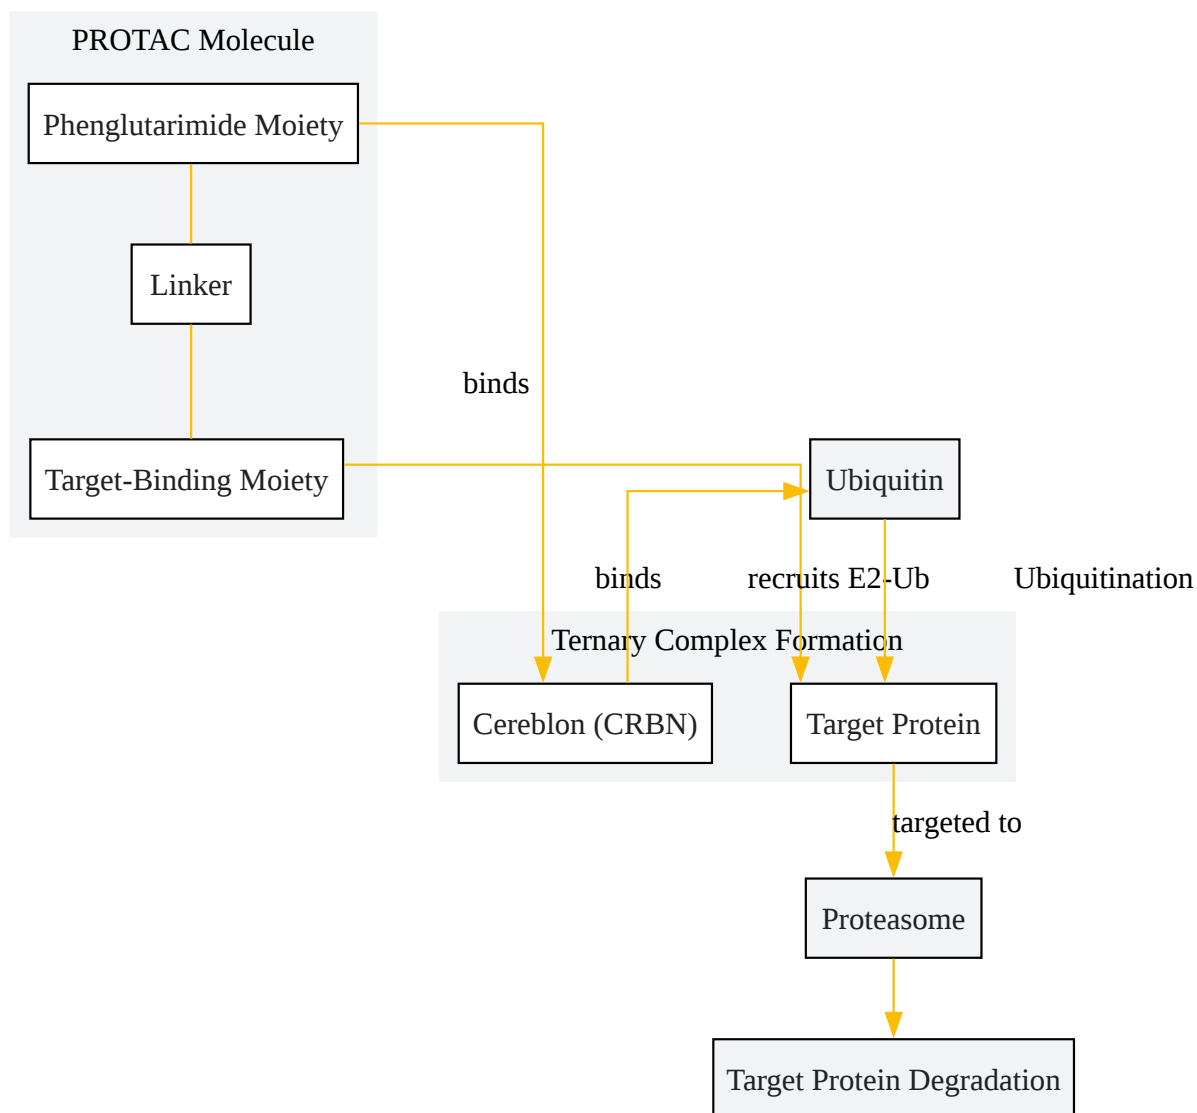 PROTAC Molecule
Phenglutarimide Moiety
Linker
binds
Target-Binding Moiety
Ubiquitin
binds
recruits E2-Ub
Ubiquitination
Ternary Complex Formation
Cereblon (CRBN)
Target Protein
targeted to
Proteasome
Target Protein Degradation